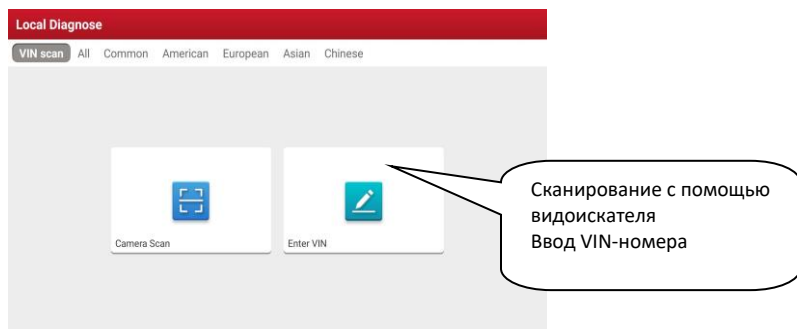 Local Diagnose
VIN scan All Common American European Asian Chinese
Camera Scan Enter VIN
Сканирование с помощью
видоискателя
Ввод VIN-номера